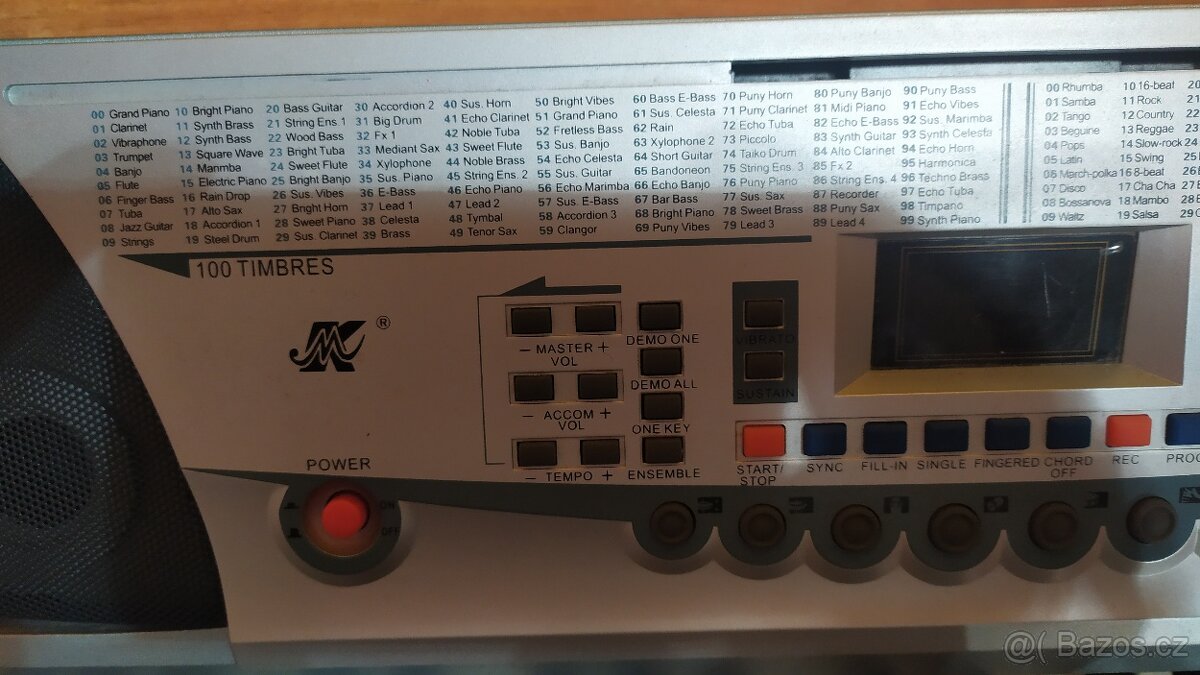 00 Grand Piano
01 Clarinet
02 Vibraphone
03 Trumpet
04 Banjo
05 Flute
06 Finger Bass
07 Tuba
08 Jazz Guitar
09 Strings
10 Bright Piano
11 Synth Brass
12 Synth Bass
13 Square Wave
14 Marimba
15 Electric Piano
16 Rain Drop
17 Alto Sax
18 Accordion 1
19 Steel Drum
20 Bass Guitar
21 String Ens. 1
22 Wood Bass
23 Bright Tuba
24 Sweet Flute
25 Bright Banjo
26 Sus. Vibes
27 Bright Horn
28 Sweet Piano
29 Sus. Clarinet
30 Accordion 2
31 Big Drum
32 Fx 1
33 Mediant Sax
34 Xylophone
35 Sus. Piano
36 E-Bass
37 Lead 1
38 Celesta
39 Brass
40 Sus. Horn
41 Echo Clarinet
42 Noble Tuba
43 Sweet Flute
44 Noble Brass
45 String Ens. 2
46 Echo Piano
47 Lead 2
48 Tymbal
49 Tenor Sax
50 Bright Vibes
51 Grand Piano
52 Fretless Bass
53 Sus. Banjo
54 Echo Celesta
55 Sus. Guitar
56 Echo Marimba
57 Sus. E-Bass
58 Accordion 3
59 Clangor
60 Bass E-Bass
61 Sus. Celesta
62 Rain
63 Xylophone 2
64 Short Guitar
65 Bandoneon
66 Echo Banjo
67 Bar Bass
68 Bright Piano
69 Puny Vibes
70 Puny Horn
71 Puny Clarinet
72 Echo Tuba
73 Piccolo
74 Taiko Drum
75 String Ens. 3
76 Puny Piano
77 Sus. Sax
78 Sweet Brass
79 Lead 3
80 Puny Banjo
81 Midi Piano
82 Echo E-Bass
83 Synth Guitar
84 Alto Clarinet
85 Fx 2
86 String Ens. 4
87 Recorder
88 Puny Sax
89 Lead 4
90 Puny Bass
91 Echo Vibes
92 Sus. Marimba
93 Synth Celesta
94 Echo Horn
95 Harmonica
96 Techno Brass
97 Echo Tuba
98 Timpano
99 Synth Piano
00 Rhumba
01 Samba
02 Tango
03 Beguine
04 Pops
05 Latin
06 March-polka
07 Disco
08 Bossanova
09 Waltz
10 16-beat
11 Rock
12 Country
13 Reggae
14 Slow-rock
15 Swing
16 8-beat
17 Cha Cha
18 Mambo
19 Salsa
20
21
22
23
24
25
26
27
28
29
100 TIMBRES
MK ®
POWER
ON
OFF
- MASTER +
VOL
- ACCOM +
VOL
- TEMPO +
DEMO ONE
DEMO ALL
ONE KEY
ENSEMBLE
VIBRATO
SUSTAIN
START/
STOP
SYNC
FILL-IN
SINGLE
FINGERED
CHORD
OFF
REC
PROG
@( Bazos.cz